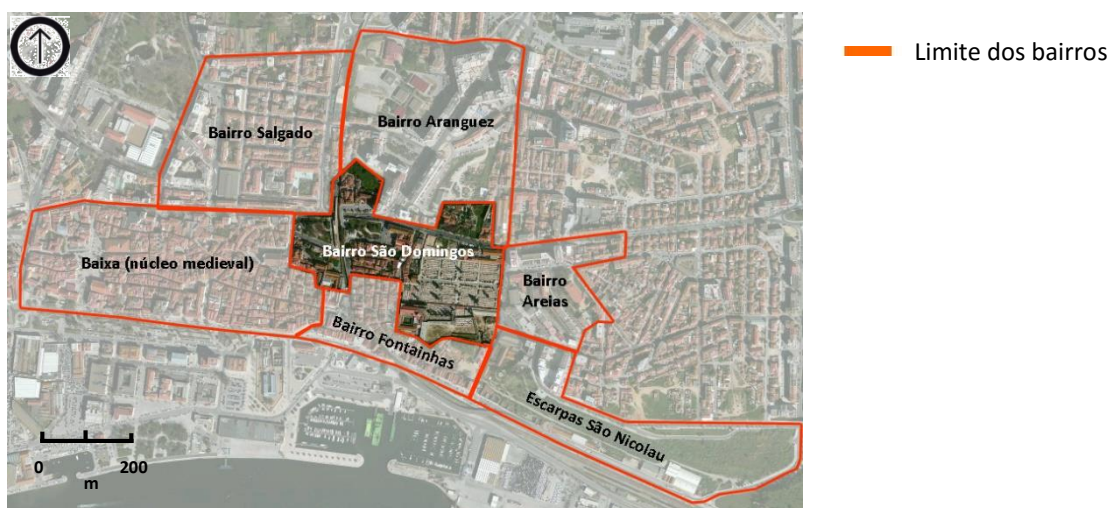 Limite dos bairros
Bairro Salgado
Bairro Aranguez
Baixa (núcleo medieval)
Bairro São Domingos
Bairro
Areias
Bairro Fontainhas
Escarpas São Nicolau
0 200
m